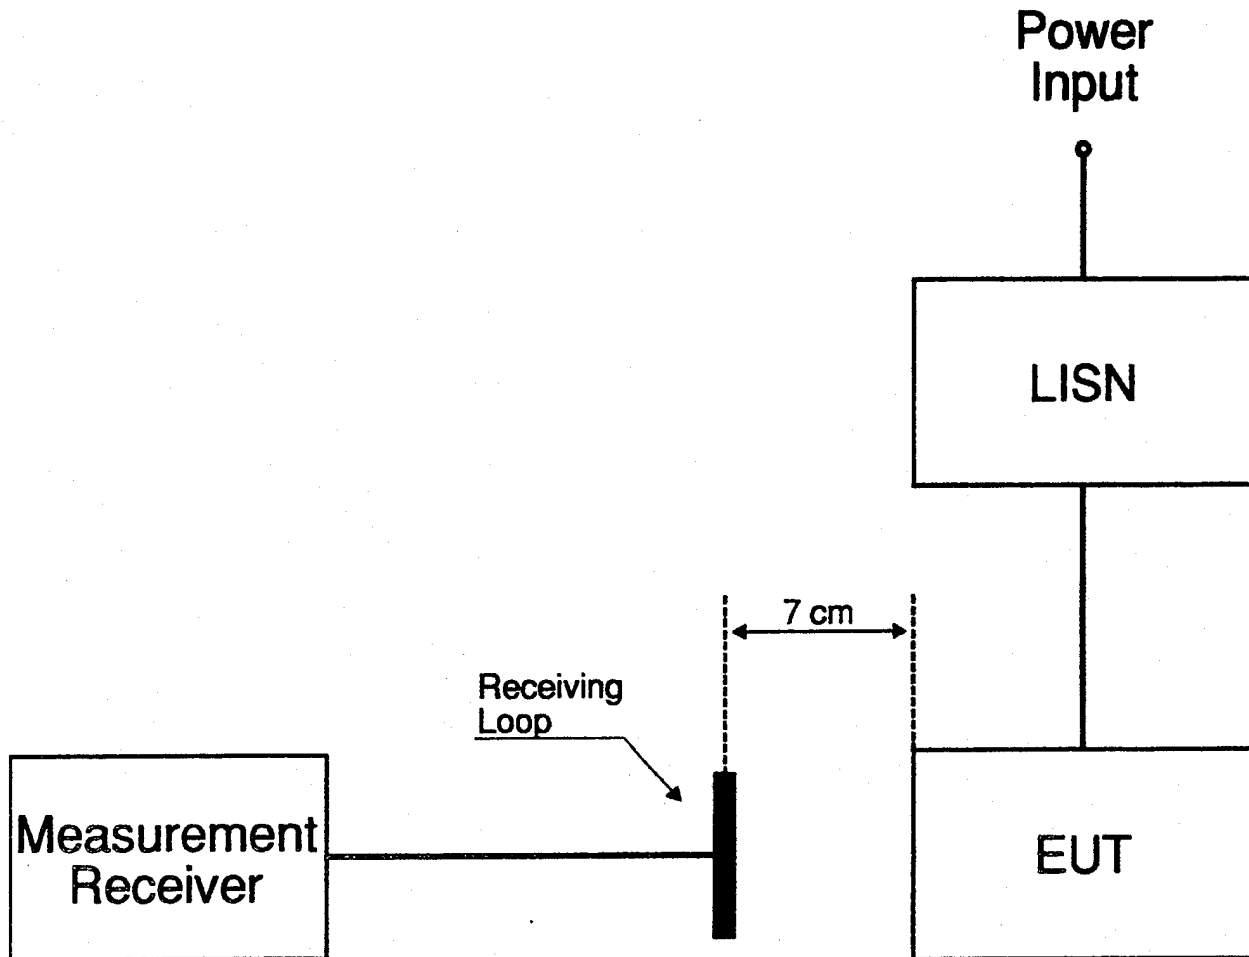 Power
Input
LISN
7 cm
Receiving
Loop
Measurement
Receiver
EUT